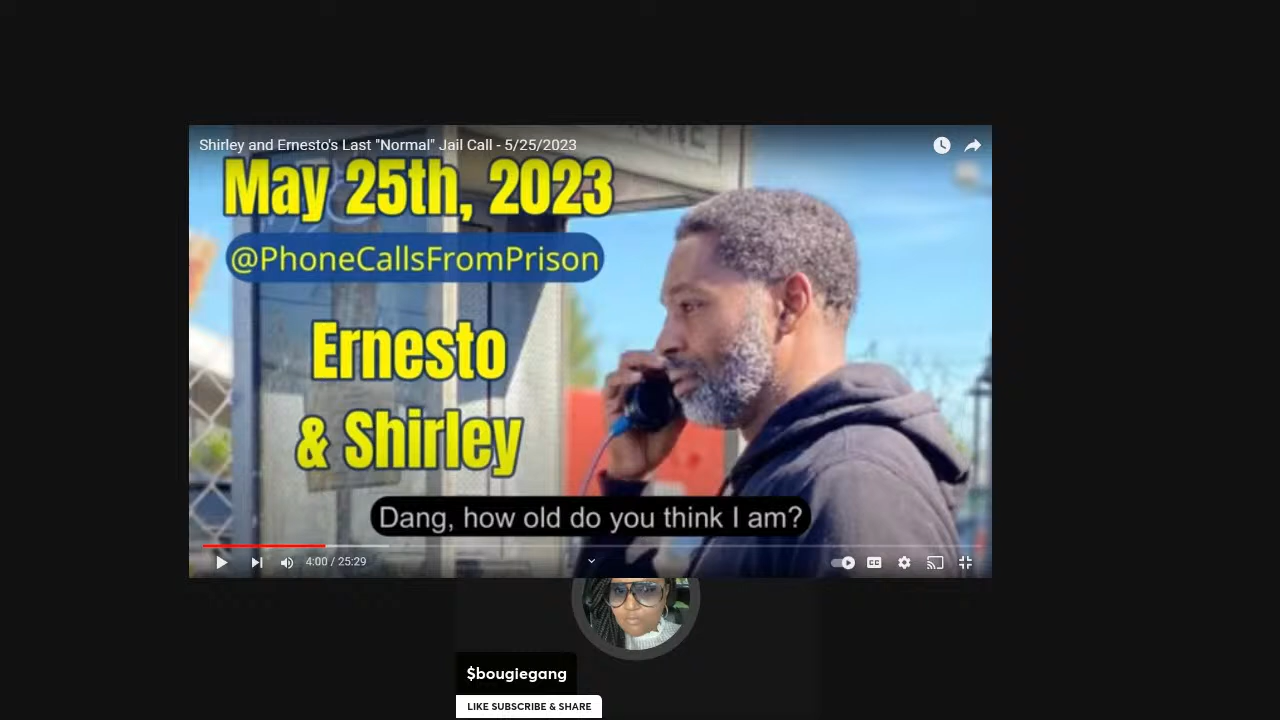 Shirley and Ernesto's Last "Normal" Jail Call - 5/25/2023
May 25th, 2023
@PhoneCallsFromPrison
Ernesto
& Shirley
Dang, how old do you think I am?
4:00 / 25:29
CC
$bougiegang
LIKE SUBSCRIBE & SHARE